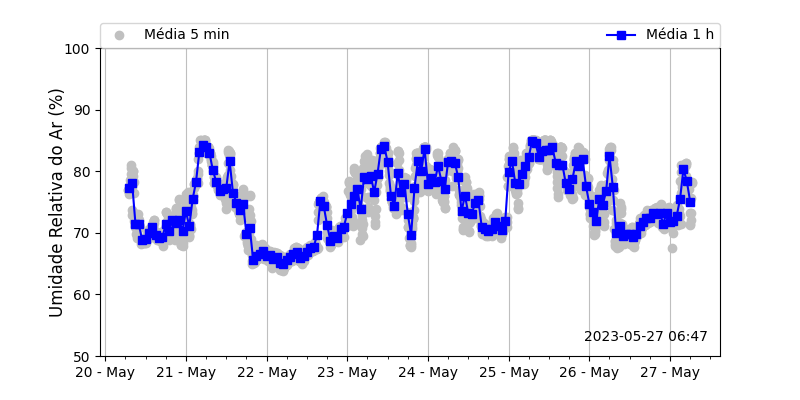 Média 5 min
Média 1 h
Umidade Relativa do Ar (%)
100
90
80
70
60
50
2023-05-27 06:47
20 - May
21 - May
22 - May
23 - May
24 - May
25 - May
26 - May
27 - May